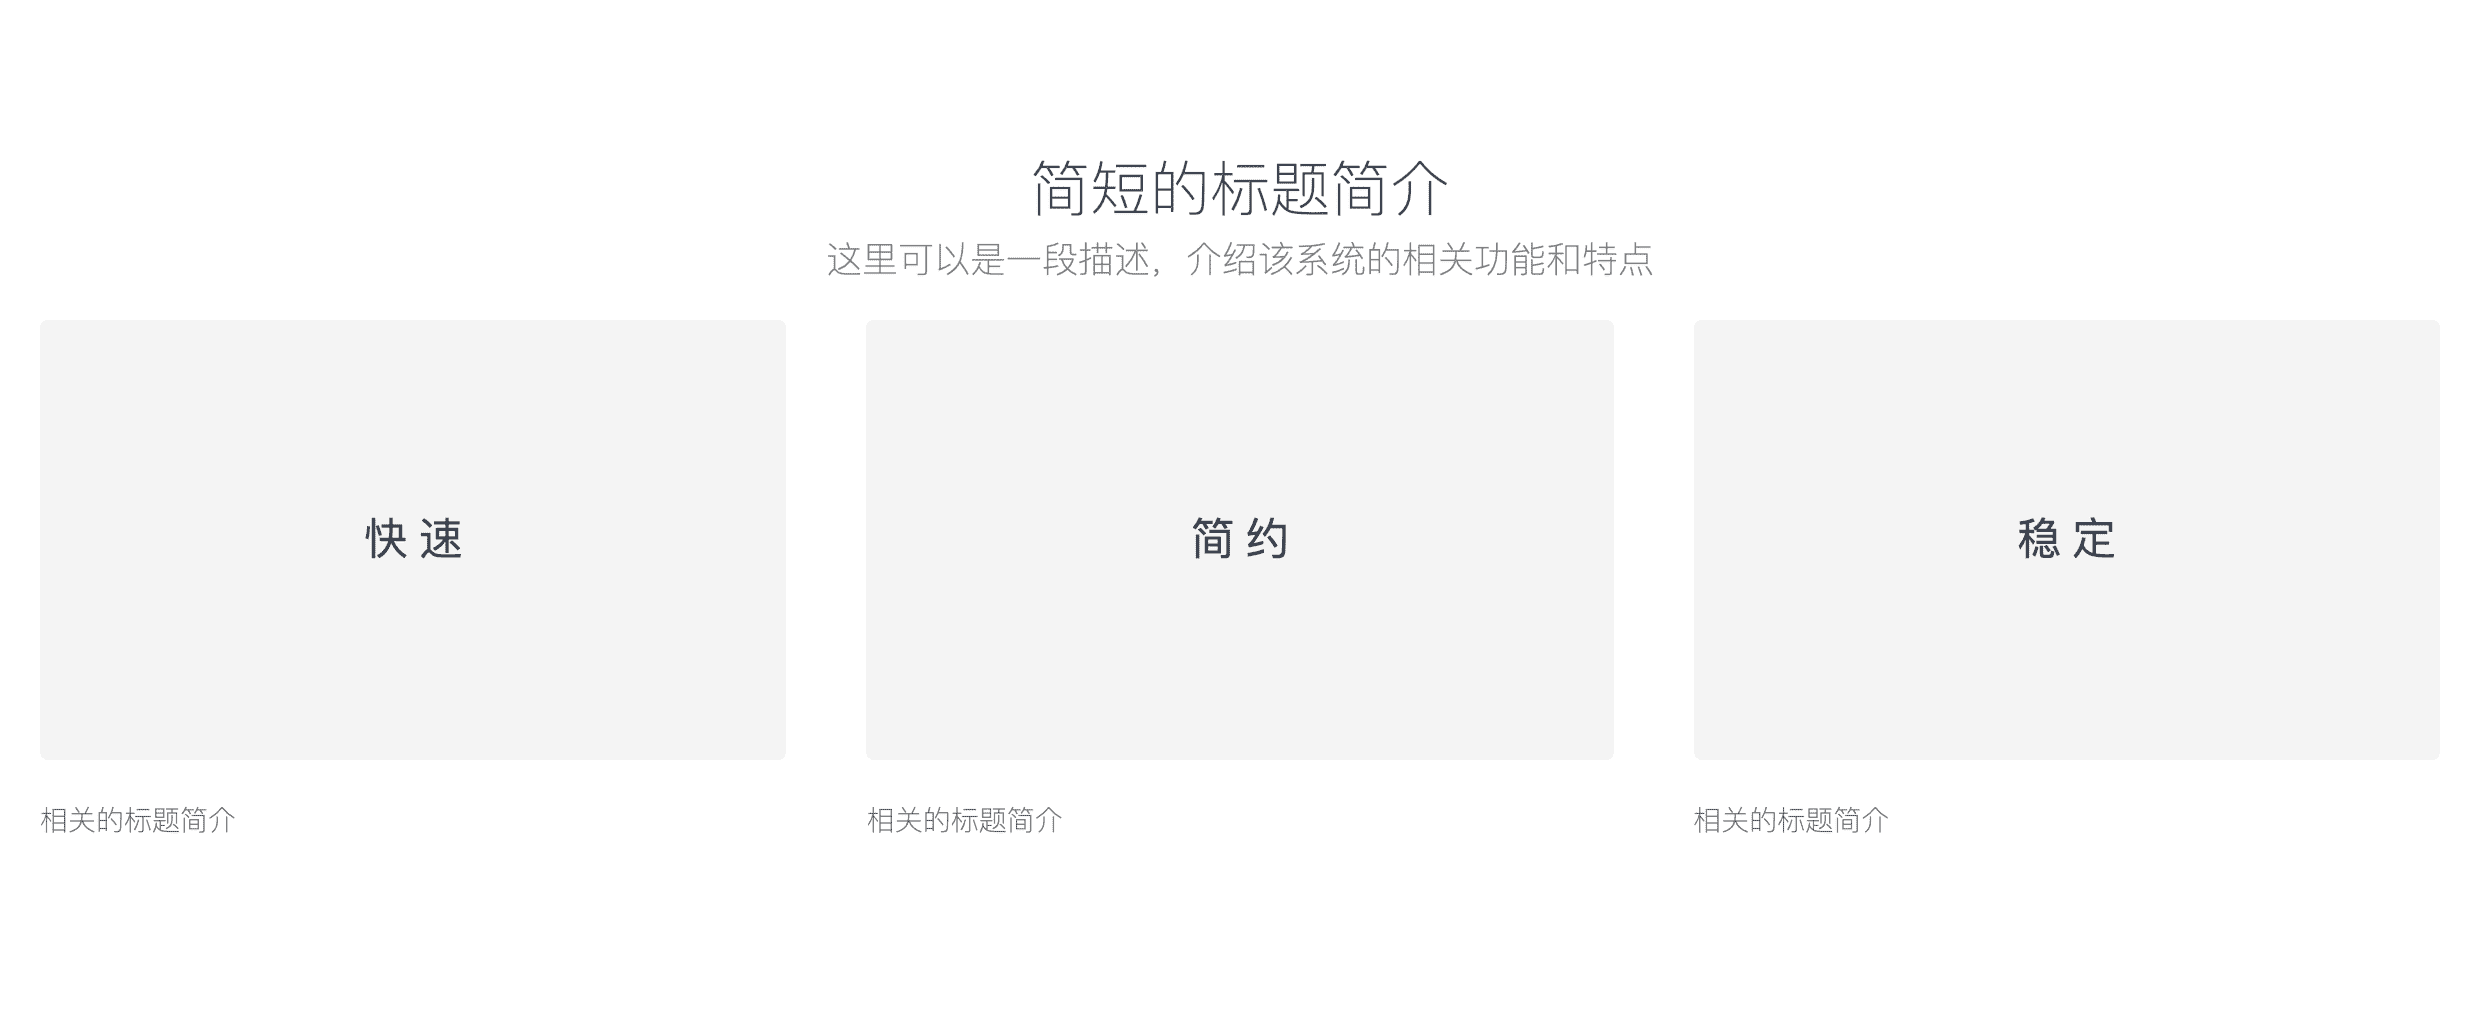 简短的标题简介
这里可以是一段描述，介绍该系统的相关功能和特点
快速
简约
稳定
相关的标题简介
相关的标题简介
相关的标题简介